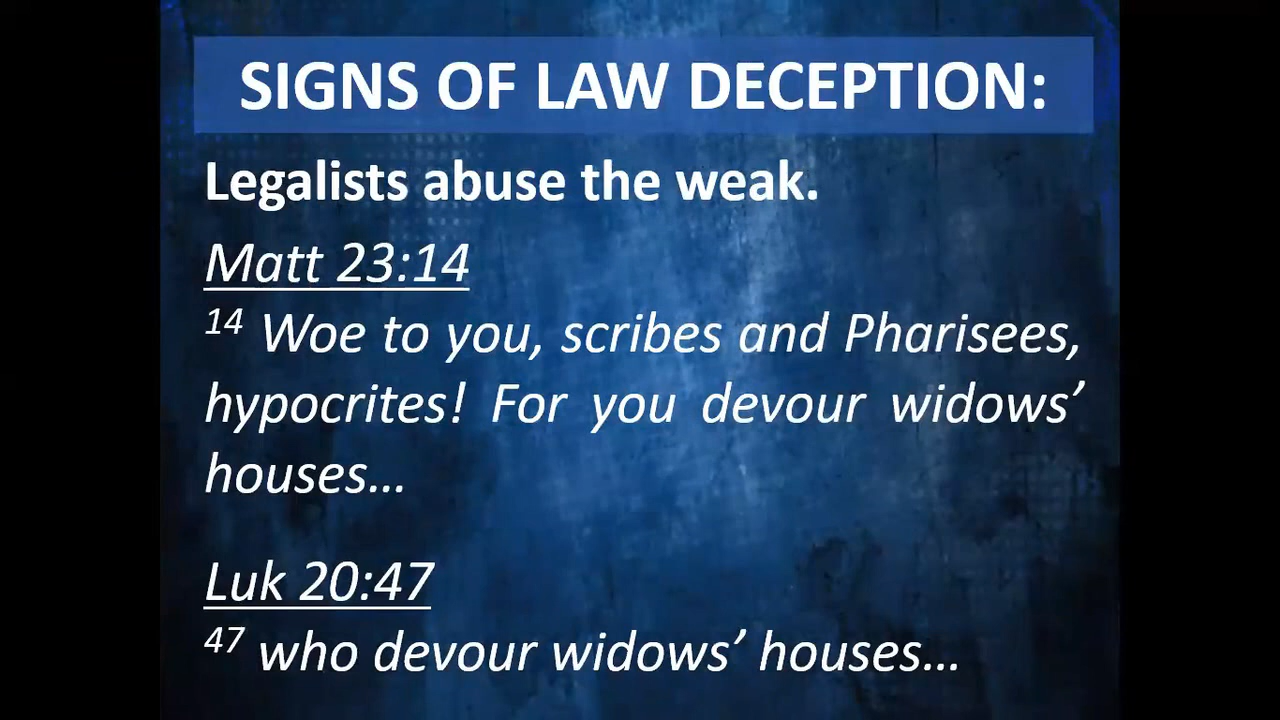 SIGNS OF LAW DECEPTION:
Legalists abuse the weak.
Matt 23:14
14 Woe to you, scribes and Pharisees,
hypocrites! For you devour widows’
houses…
Luk 20:47
47 who devour widows’ houses…